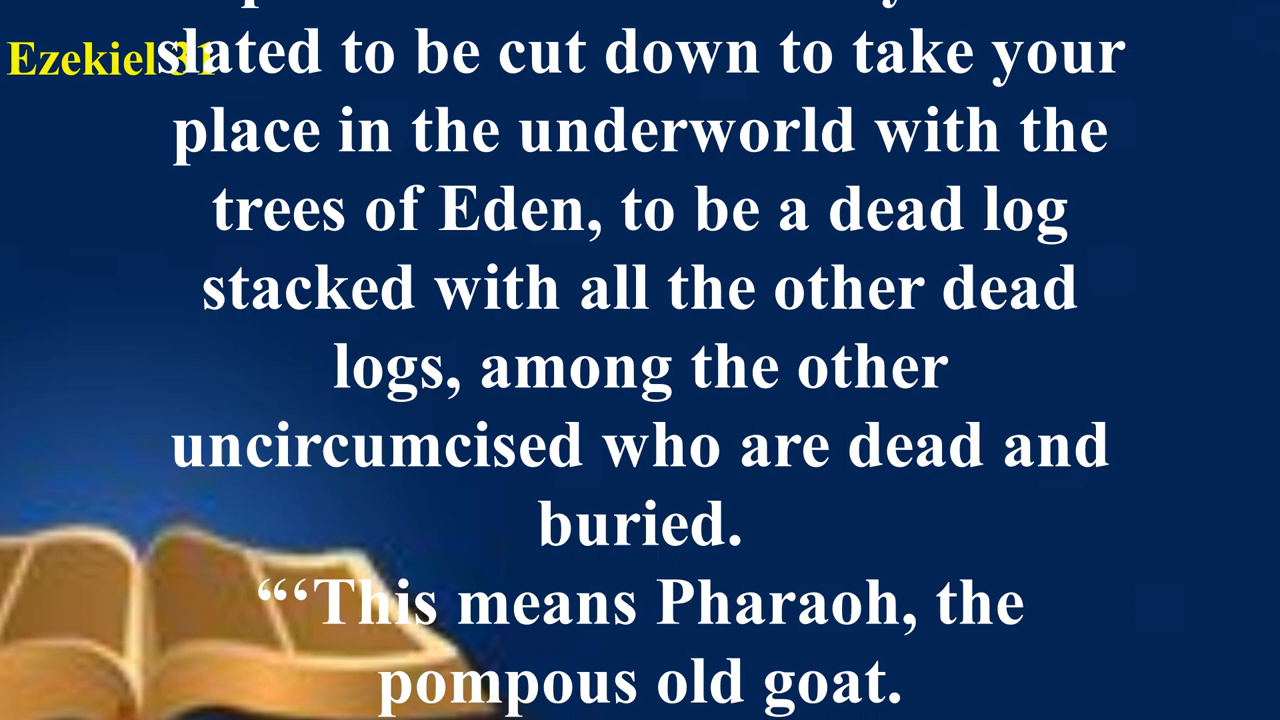 Ezekiel 31
slated to be cut down to take your
place in the underworld with the
trees of Eden, to be a dead log
stacked with all the other dead
logs, among the other
uncircumcised who are dead and
buried.
“‘This means Pharaoh, the
pompous old goat.